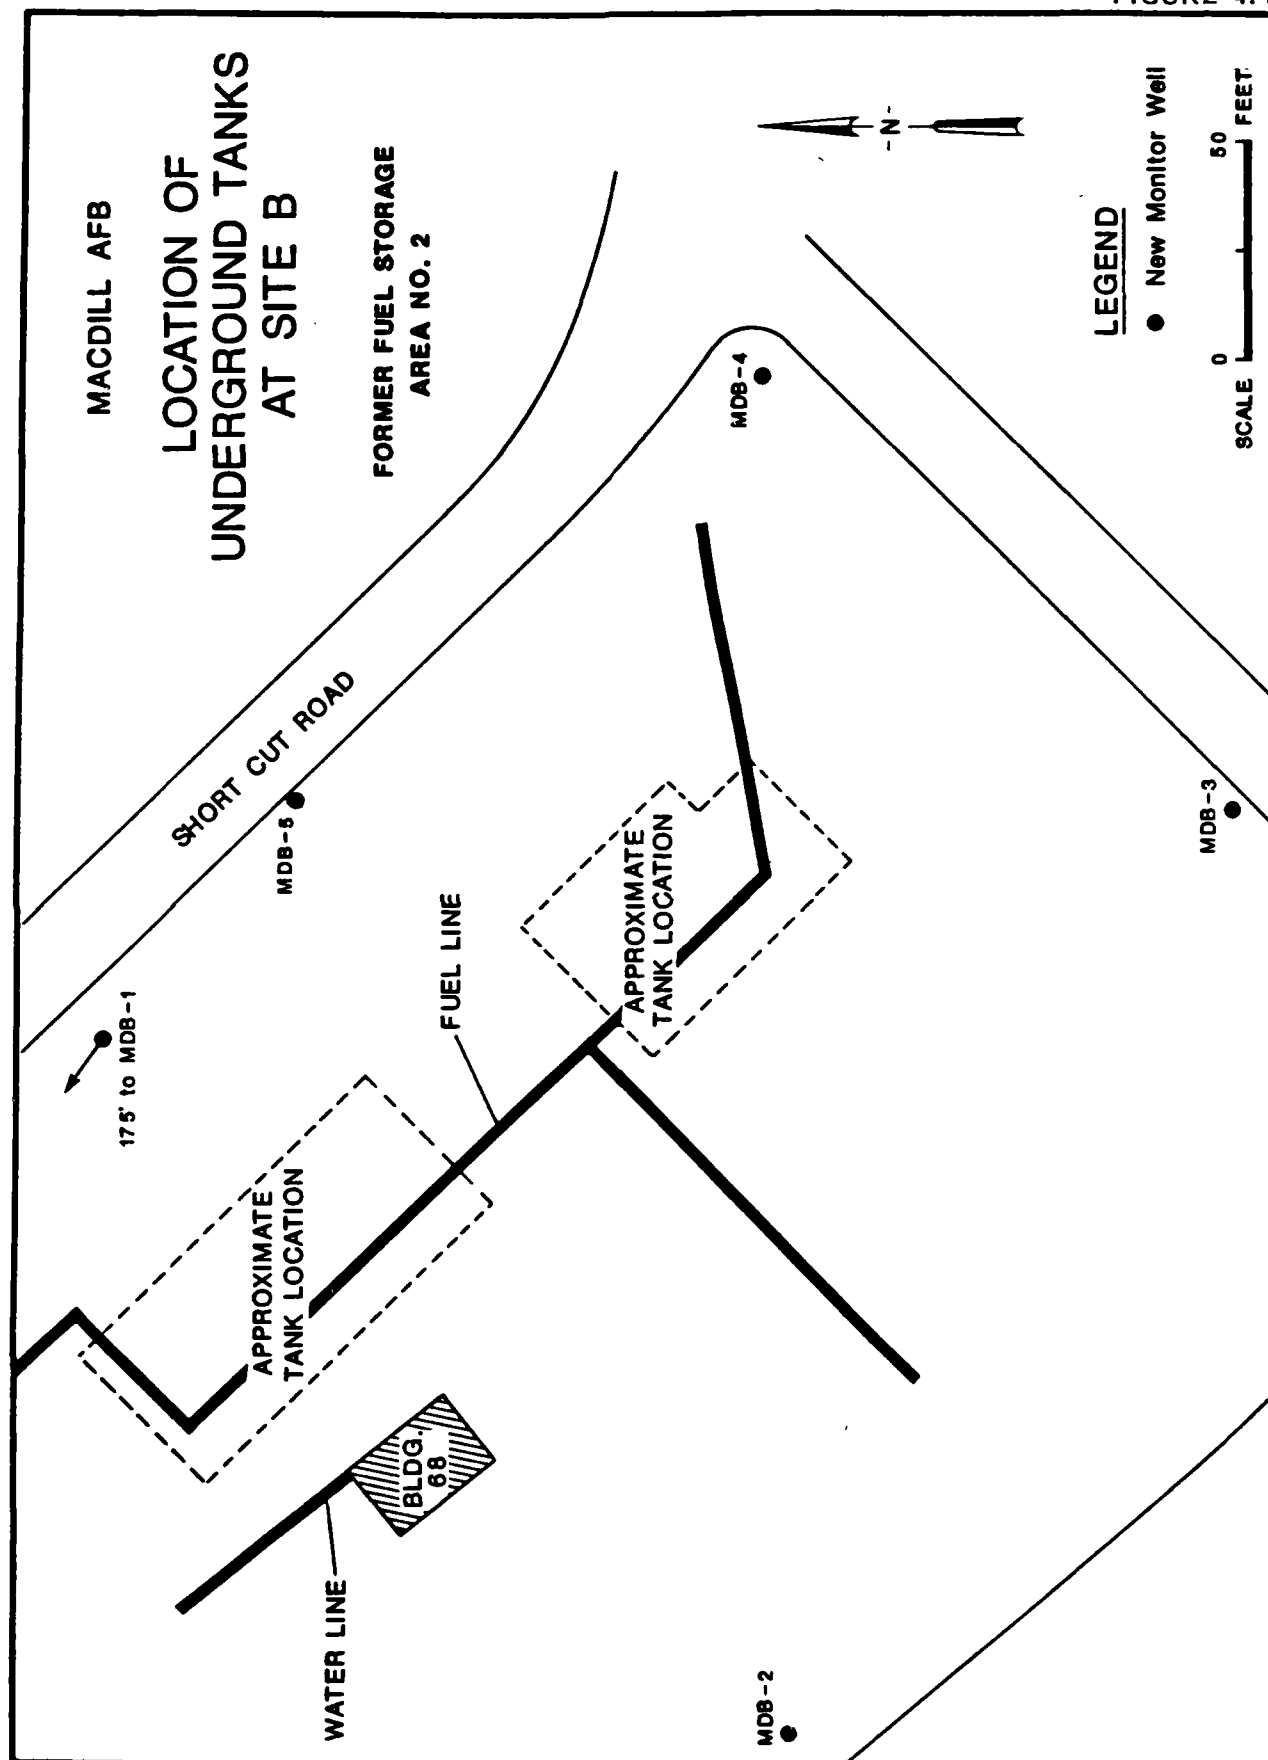 MACDILL AFB
LOCATION OF
UNDERGROUND TANKS
AT SITE B
FORMER FUEL STORAGE
AREA NO. 2
-N-
LEGEND
● New Monitor Well
0 50
SCALE FEET
SHORT CUT ROAD
MDB-5
MDB-4
MDB-3
MDB-2
175' to MDB-1
FUEL LINE
APPROXIMATE
TANK LOCATION
APPROXIMATE
TANK LOCATION
BLDG.
68
WATER LINE